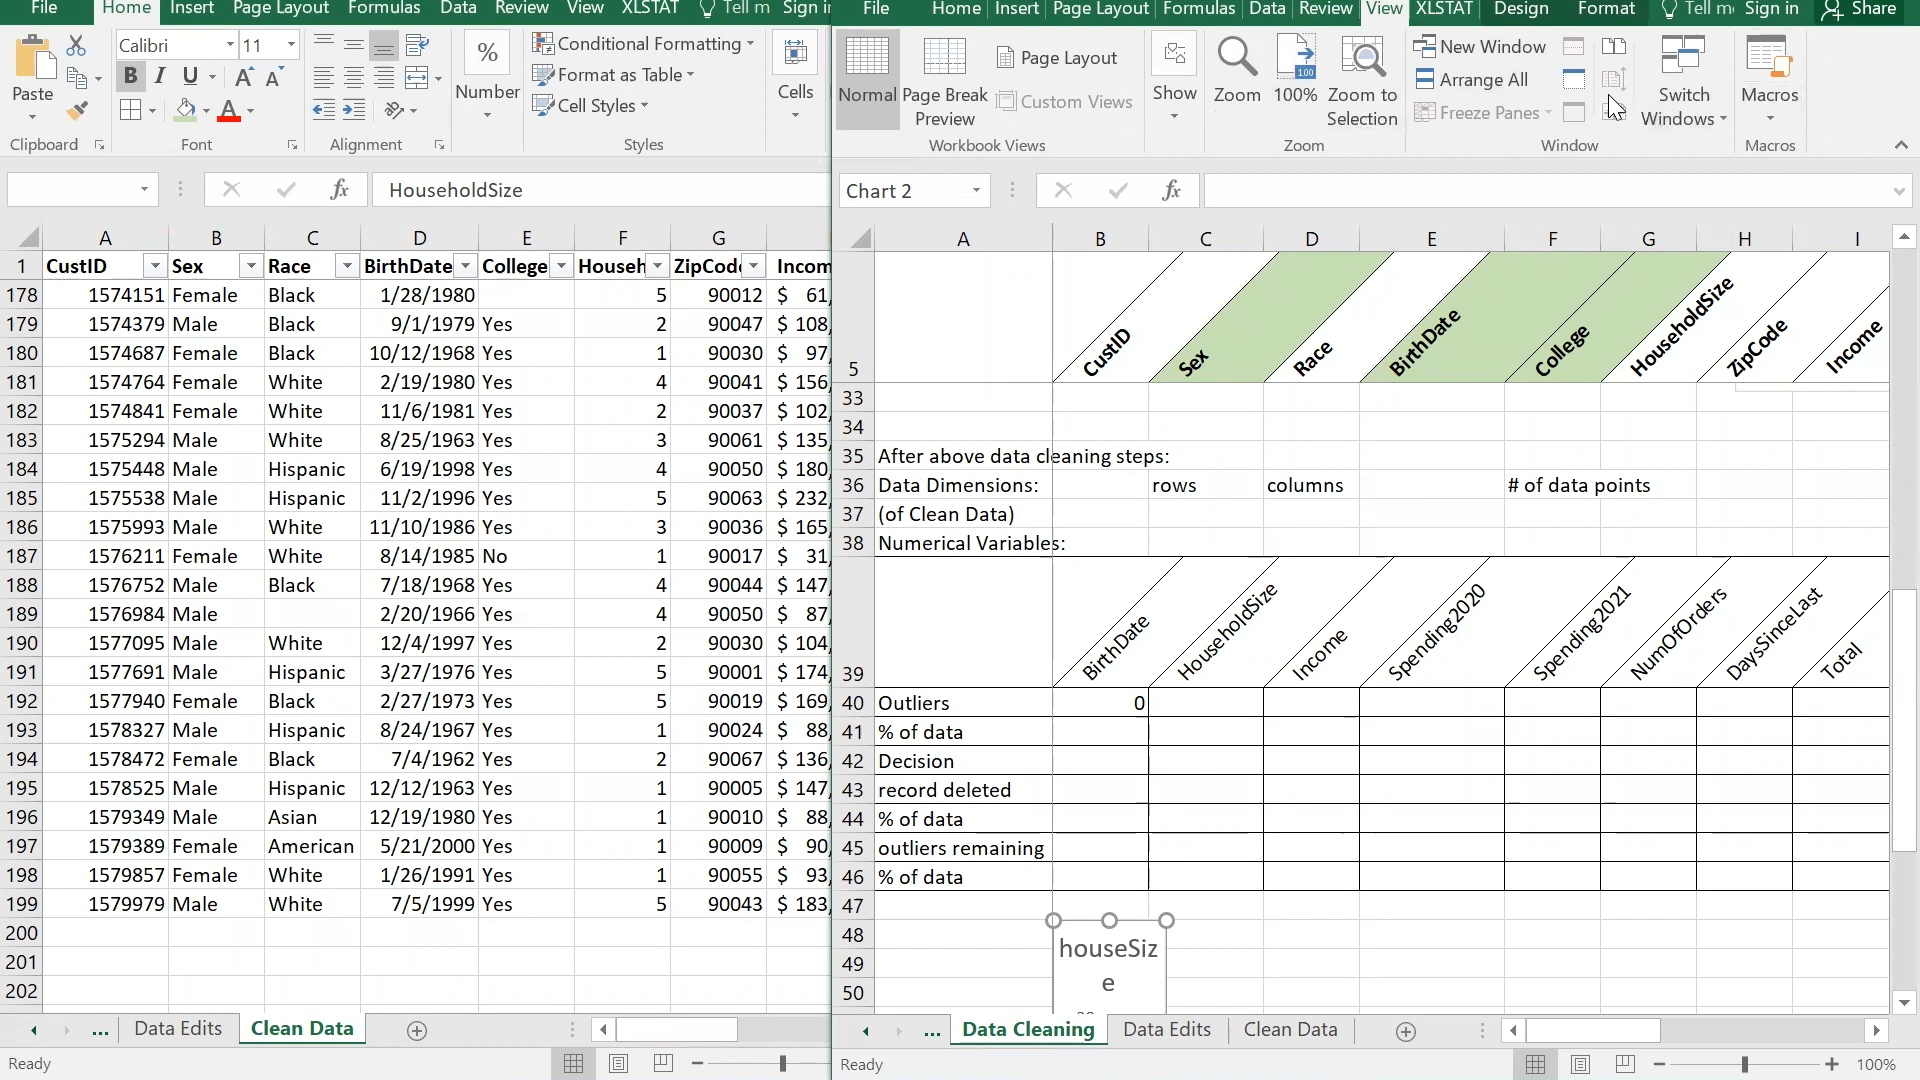 File Home Insert Page Layout Formulas Data Review View XLSTAT Tell m Sign i
Paste
Calibri 11
B I U A A
A
%
Number
Conditional Formatting
Format as Table
Cell Styles
Cells
Clipboard Font Alignment Styles
fx HouseholdSize
A B C D E F G
1 CustID Sex Race BirthDate College Househ ZipCod Incom
178 1574151 Female Black 1/28/1980 5 90012 $ 61,
179 1574379 Male Black 9/1/1979 Yes 2 90047 $ 108,
180 1574687 Female Black 10/12/1968 Yes 1 90030 $ 97,
181 1574764 Female White 2/19/1980 Yes 4 90041 $ 156,
182 1574841 Female White 11/6/1981 Yes 2 90037 $ 102,
183 1575294 Male White 8/25/1963 Yes 3 90061 $ 135,
184 1575448 Male Hispanic 6/19/1998 Yes 4 90050 $ 180,
185 1575538 Male Hispanic 11/2/1996 Yes 5 90063 $ 232,
186 1575993 Male White 11/10/1986 Yes 3 90036 $ 165,
187 1576211 Female White 8/14/1985 No 1 90017 $ 31,
188 1576752 Male Black 7/18/1968 Yes 4 90044 $ 147,
189 1576984 Male 2/20/1966 Yes 4 90050 $ 87,
190 1577095 Male White 12/4/1997 Yes 2 90030 $ 104,
191 1577691 Male Hispanic 3/27/1976 Yes 5 90001 $ 174,
192 1577940 Female Black 2/27/1973 Yes 5 90019 $ 169,
193 1578327 Male Hispanic 8/24/1967 Yes 1 90024 $ 88,
194 1578472 Female Black 7/4/1962 Yes 2 90067 $ 136,
195 1578525 Male Hispanic 12/12/1963 Yes 1 90005 $ 147,
196 1579349 Male Asian 12/19/1980 Yes 1 90010 $ 88,
197 1579389 Female American 5/21/2000 Yes 1 90009 $ 90,
198 1579857 Female White 1/26/1991 Yes 1 90055 $ 93,
199 1579979 Male White 7/5/1999 Yes 5 90043 $ 183,
200
201
202
... Data Edits Clean Data
Ready
File Home Insert Page Layout Formulas Data Review View XLSTAT Design Format Tell m Sign in Share
Normal
Page Break
Preview
Page Layout
Custom Views
Show
Zoom
100
100%
Zoom to
Selection
New Window
Arrange All
Freeze Panes
Switch
Windows
Macros
Workbook Views Zoom Window Macros
Chart 2 fx
A B C D E F G H I
5 CustID Sex Race BirthDate College HouseholdSize ZipCode Income
33
34
35 After above data cleaning steps:
36 Data Dimensions: rows columns # of data points
37 (of Clean Data)
38 Numerical Variables:
39 BirthDate HouseholdSize Income Spending2020 Spending2021 NumOfOrders DaysSinceLast Total
40 Outliers 0
41 % of data
42 Decision
43 record deleted
44 % of data
45 outliers remaining
46 % of data
47
48
49
50
houseSiz
e
... Data Cleaning Data Edits Clean Data
Ready 100%